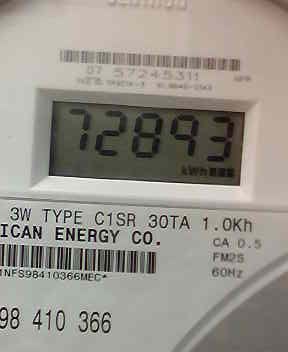 07 57245311
72893
kWh
3W TYPE C1SR 30TA 1.0Kh
ICAN ENERGY CO.
CA 0.5
FM2S
60Hz
1NFS98410366MEC*
98 410 366